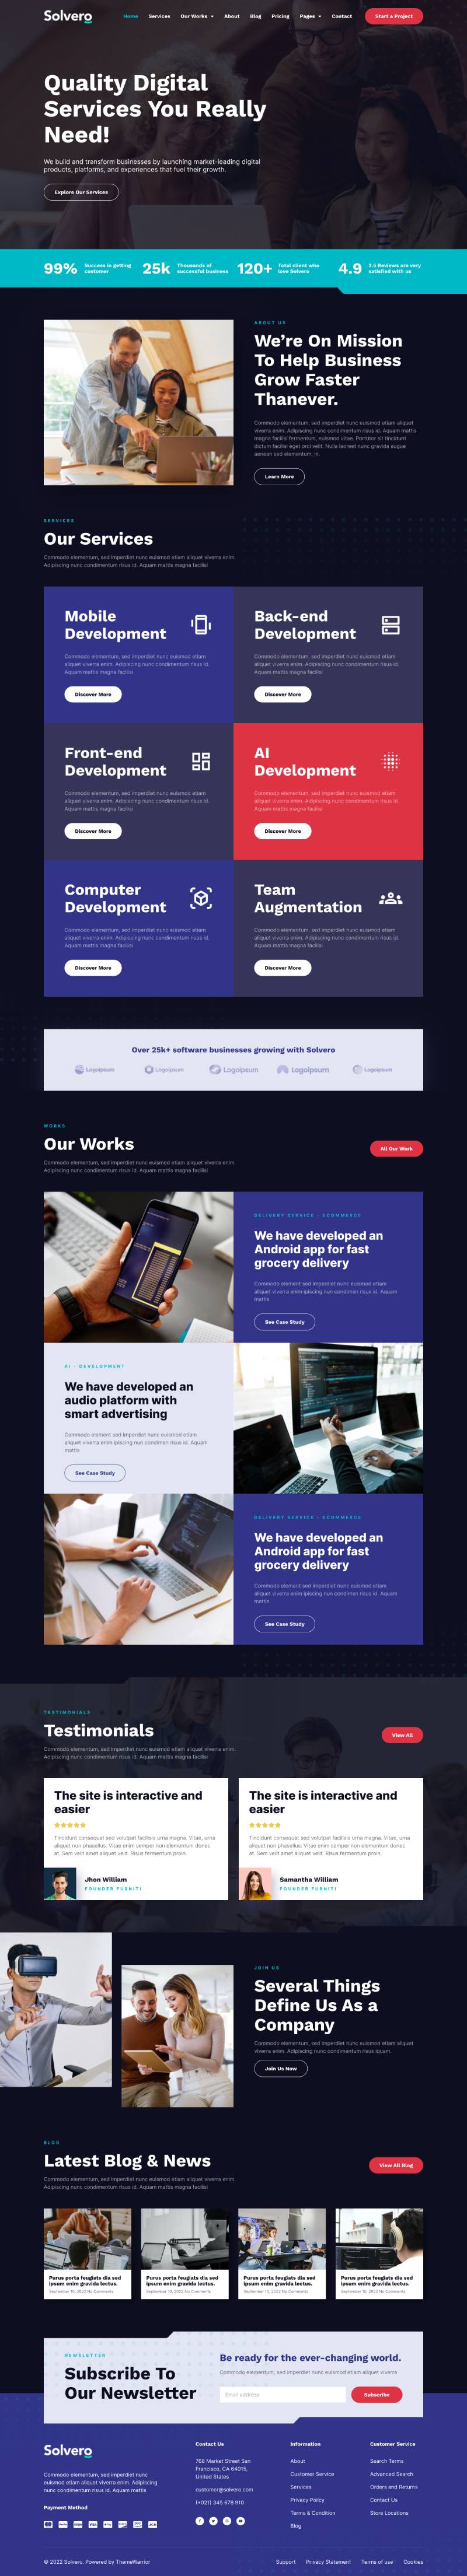 Solvero
Home Services Our Works About Blog Pricing Pages Contact Start a Project
Quality Digital
Services You Really
Need!
We build and transform businesses by launching market-leading digital
products, platforms, and experiences that fuel their growth.
Explore Our Services
99% Success in getting
customer
25k Thousands of
successful business
120+ Total client who
love Solvero
4.9 3.5 Reviews are very
satisfied with us
ABOUT US
We're On Mission
To Help Business
Grow Faster
Thanever.
Commodo elementum, sed imperdiet nunc euismod etiam aliquet
viverra enim. Adipiscing nunc condimentum risus id. Aquam mattis
magna facilisi fermentum, euismod vitae. Porttitor sit tincidunt
dictum facilisi eget orci velit. Nulla laoreet nunc gravida augue
aenean sed elementum, in.
Learn More
SERVICES
Our Services
Commodo elementum, sed imperdiet nunc euismod etiam aliquet viverra enim.
Adipiscing nunc condimentum risus id. Aquam mattis magna facilisi
Mobile
Development
Commodo elementum, sed imperdiet nunc euismod etiam
aliquet viverra enim. Adipiscing nunc condimentum risus id.
Aquam mattis magna facilisi
Discover More
Back-end
Development
Commodo elementum, sed imperdiet nunc euismod etiam
aliquet viverra enim. Adipiscing nunc condimentum risus id.
Aquam mattis magna facilisi
Discover More
Front-end
Development
Commodo elementum, sed imperdiet nunc euismod etiam
aliquet viverra enim. Adipiscing nunc condimentum risus id.
Aquam mattis magna facilisi
Discover More
AI
Development
Commodo elementum, sed imperdiet nunc euismod etiam
aliquet viverra enim. Adipiscing nunc condimentum risus id.
Aquam mattis magna facilisi
Discover More
Computer
Development
Commodo elementum, sed imperdiet nunc euismod etiam
aliquet viverra enim. Adipiscing nunc condimentum risus id.
Aquam mattis magna facilisi
Discover More
Team
Augmentation
Commodo elementum, sed imperdiet nunc euismod etiam
aliquet viverra enim. Adipiscing nunc condimentum risus id.
Aquam mattis magna facilisi
Discover More
Over 25k+ software businesses growing with Solvero
Logoipsum Logoipsum Logoipsum Logoipsum Logoipsum
WORKS
Our Works
Commodo elementum, sed imperdiet nunc euismod etiam aliquet viverra enim.
Adipiscing nunc condimentum risus id. Aquam mattis magna facilisi
All Our Work
DELIVERY SERVICE - ECOMMERCE
We have developed an
Android app for fast
grocery delivery
Commodo element sed imperdiet nunc euismod etiam
aliquet viverra enim ipiscing nun condimen risus id. Aquam
mattis
See Case Study
AI - DEVELOPMENT
We have developed an
audio platform with
smart advertising
Commodo element sed imperdiet nunc euismod etiam
aliquet viverra enim ipiscing nun condimen risus id. Aquam
mattis
See Case Study
DELIVERY SERVICE - ECOMMERCE
We have developed an
Android app for fast
grocery delivery
Commodo element sed imperdiet nunc euismod etiam
aliquet viverra enim ipiscing nun condimen risus id. Aquam
mattis
See Case Study
TESTIMONIALS
Testimonials
Commodo elementum, sed imperdiet nunc euismod etiam aliquet viverra enim.
Adipiscing nunc condimentum risus id. Aquam mattis magna facilisi
View All
The site is interactive and
easier
Tincidunt consequat sed volutpat facilisis urna magna. Vitae, urna
aliquet non phasellus. Vitae enim semper non elementum amet
at. Sem velit amet aliquet velit. Risus fermentum proin.
Jhon William
FOUNDER FURNITI
The site is interactive and
easier
Tincidunt consequat sed volutpat facilisis urna magna. Vitae, urna
aliquet non phasellus. Vitae enim semper non elementum amet
at. Sem velit amet aliquet velit. Risus fermentum proin.
Samantha William
FOUNDER FURNITI
JOIN US
Several Things
Define Us As a
Company
Commodo elementum, sed imperdiet nunc euismod etiam aliquet
viverra enim. Adipiscing nunc condimentum risus iquam.
Join Us Now
BLOG
Latest Blog & News
Commodo elementum, sed imperdiet nunc euismod etiam aliquet viverra enim.
Adipiscing nunc condimentum risus id. Aquam mattis magna facilisi
View All Blog
Purus porta feugiats dia sed
ipsum enim gravida lectus.
September 10, 2022 No Comments
Purus porta feugiats dia sed
ipsum enim gravida lectus.
September 10, 2022 No Comments
Purus porta feugiats dia sed
ipsum enim gravida lectus.
September 10, 2022 No Comments
Purus porta feugiats dia sed
ipsum enim gravida lectus.
September 10, 2022 No Comments
NEWSLETTER
Subscribe To
Our Newsletter
Be ready for the ever-changing world.
Commodo elementum, sed imperdiet nunc euismod etiam aliquet viverra
Email address
Subscribe
Solvero
Commodo elementum, sed imperdiet nunc
euismod etiam aliquet viverra enim. Adipiscing
nunc condimentum risus id. Aquam mattis
Payment Method
Contact Us
768 Market Street San
Francisco, CA 64015,
United States
customer@solvero.com
(+021) 345 678 910
Information
About
Customer Service
Services
Privacy Policy
Terms & Condition
Blog
Customer Service
Search Terms
Advanced Search
Orders and Returns
Contact Us
Store Locations
© 2022 Solvero. Powered by ThemeWarrior
Support Privacy Statement Terms of use Cookies